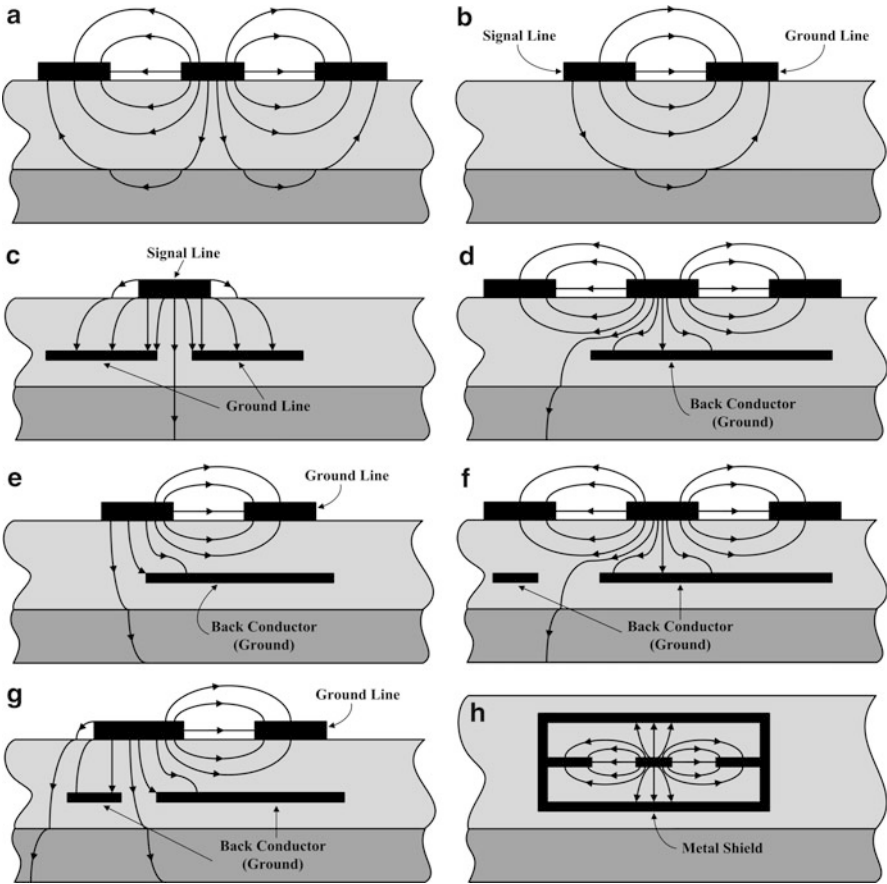 a
b
Signal Line
Ground Line
c
Signal Line
Ground Line
d
Back Conductor
(Ground)
e
Ground Line
Back Conductor
(Ground)
f
Back Conductor
(Ground)
g
Ground Line
Back Conductor
(Ground)
h
Metal Shield